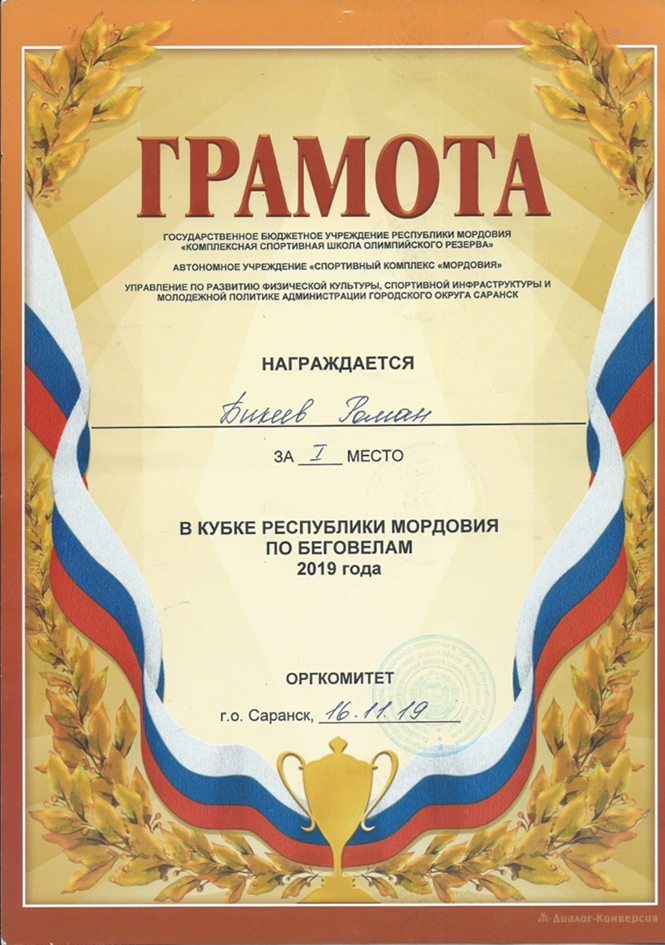 ГРАМОТА
ГОСУДАРСТВЕННОЕ БЮДЖЕТНОЕ УЧРЕЖДЕНИЕ РЕСПУБЛИКИ МОРДОВИЯ
«КОМПЛЕКСНАЯ СПОРТИВНАЯ ШКОЛА ОЛИМПИЙСКОГО РЕЗЕРВА»
АВТОНОМНОЕ УЧРЕЖДЕНИЕ «СПОРТИВНЫЙ КОМПЛЕКС «МОРДОВИЯ»
УПРАВЛЕНИЕ ПО РАЗВИТИЮ ФИЗИЧЕСКОЙ КУЛЬТУРЫ, СПОРТИВНОЙ ИНФРАСТРУКТУРЫ И
МОЛОДЕЖНОЙ ПОЛИТИКЕ АДМИНИСТРАЦИИ ГОРОДСКОГО ОКРУГА САРАНСК
НАГРАЖДАЕТСЯ
Бикеев Роман
ЗА I МЕСТО
В КУБКЕ РЕСПУБЛИКИ МОРДОВИЯ
ПО БЕГОВЕЛАМ
2019 года
ОРГКОМИТЕТ
г.о. Саранск, 16.11.19
Диалог-Конверсия